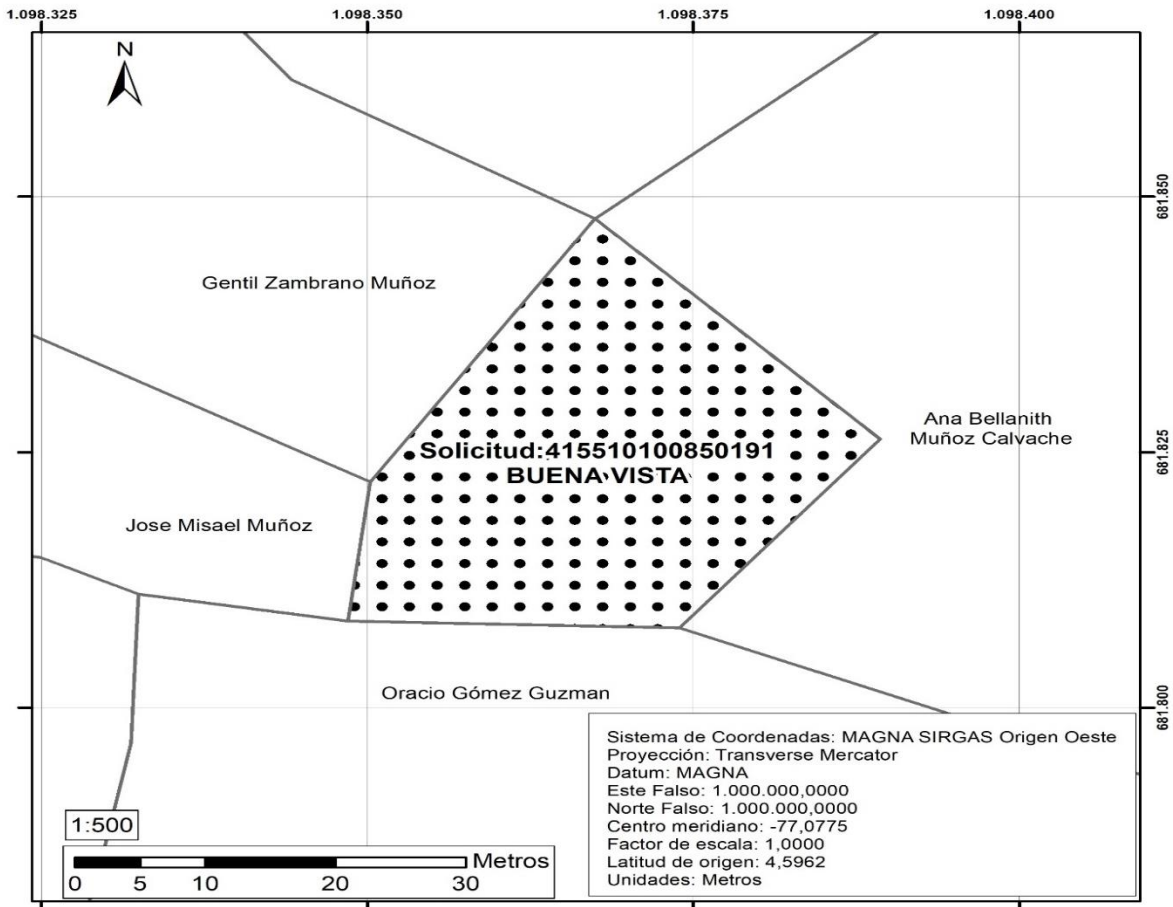 1.098.325
1.098.350
1.098.375
1.098.400
N
681.850
Gentil Zambrano Muñoz
Ana Bellanith
Muñoz Calvache
681.825
Solicitud:415510100850191
BUENA VISTA
Jose Misael Muñoz
Oracio Gómez Guzman
681.800
Sistema de Coordenadas: MAGNA SIRGAS Origen Oeste
Proyección: Transverse Mercator
Datum: MAGNA
Este Falso: 1.000.000,0000
Norte Falso: 1.000.000,0000
Centro meridiano: -77,0775
Factor de escala: 1,0000
Latitud de origen: 4,5962
Unidades: Metros
1:500
Metros
0 5 10 20 30